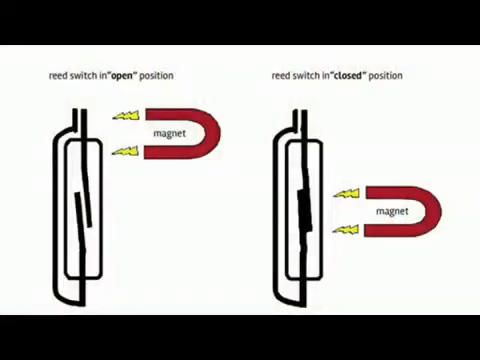 reed switch in"open" position
reed switch in"closed" position
magnet
magnet